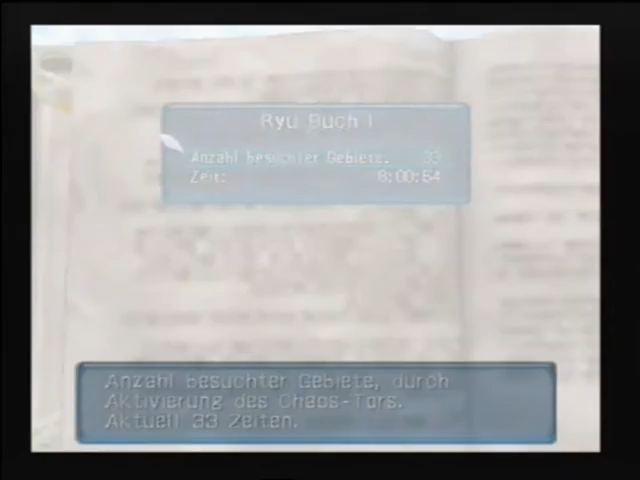 Ryu Buch I
Anzahl besuchter Gebiete. 33
Zeit: 8:00:54
Anzahl besuchter Gebiete, durch
Aktivierung des Chaos-Tors.
Aktuell 33 Zeiten.